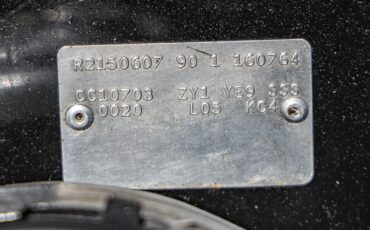 R2150607 90 1 160764
CC10703 ZY1 YE9 SSS
0020 L05 KC4